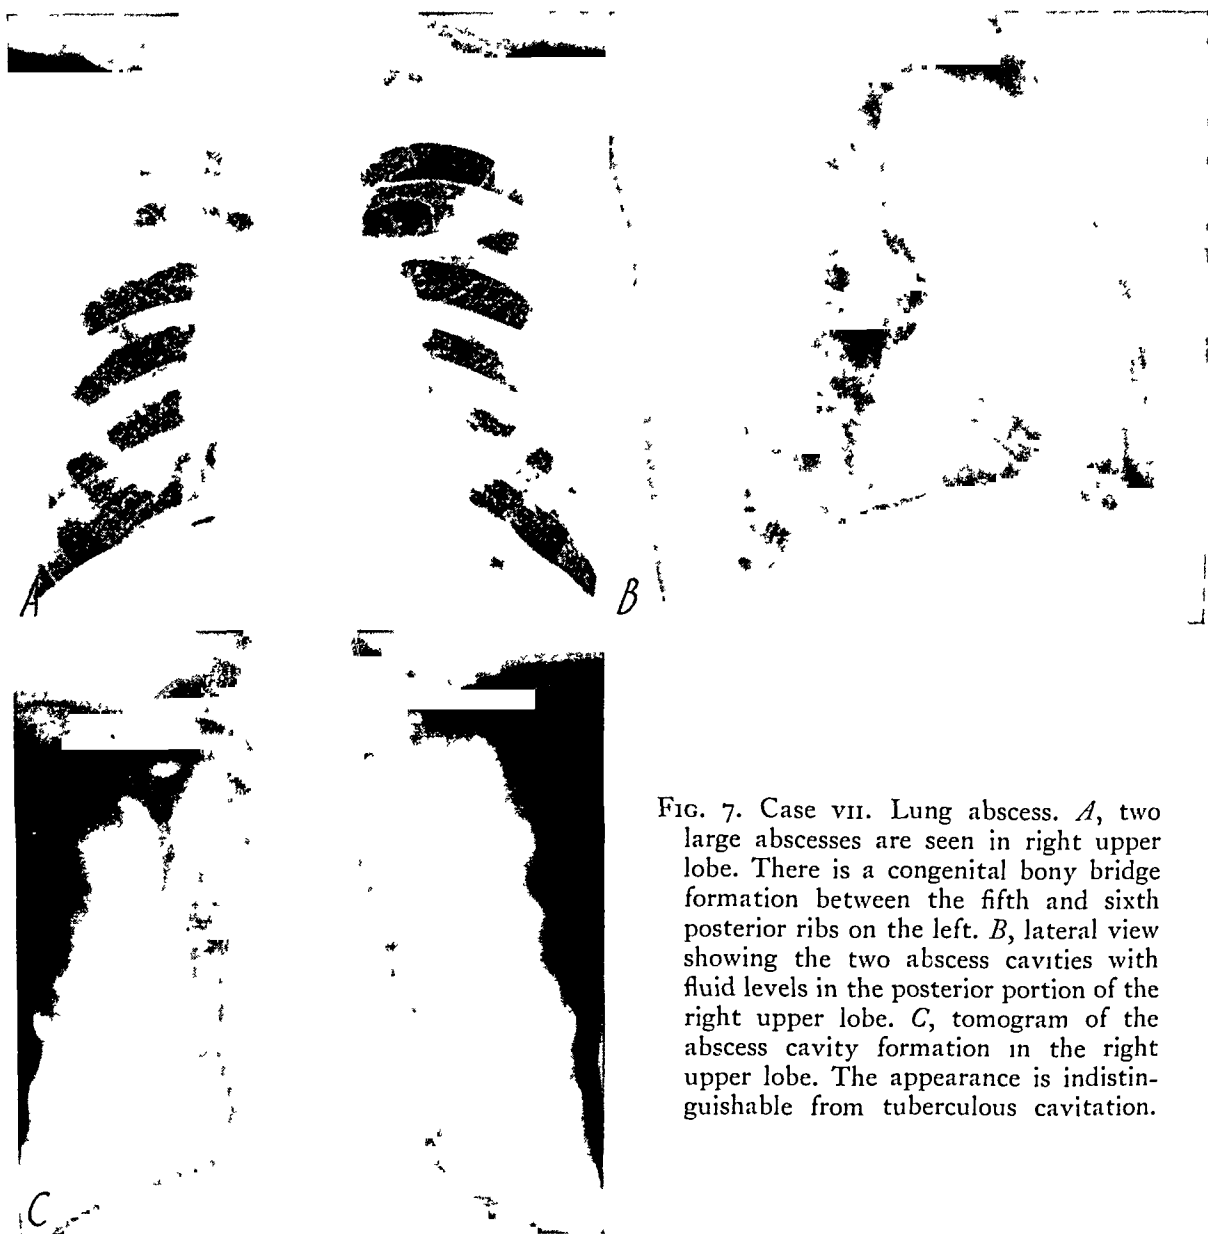 A
B
C
FIG. 7. Case VII. Lung abscess. A, two
large abscesses are seen in right upper
lobe. There is a congenital bony bridge
formation between the fifth and sixth
posterior ribs on the left. B, lateral view
showing the two abscess cavities with
fluid levels in the posterior portion of the
right upper lobe. C, tomogram of the
abscess cavity formation in the right
upper lobe. The appearance is indistin-
guishable from tuberculous cavitation.